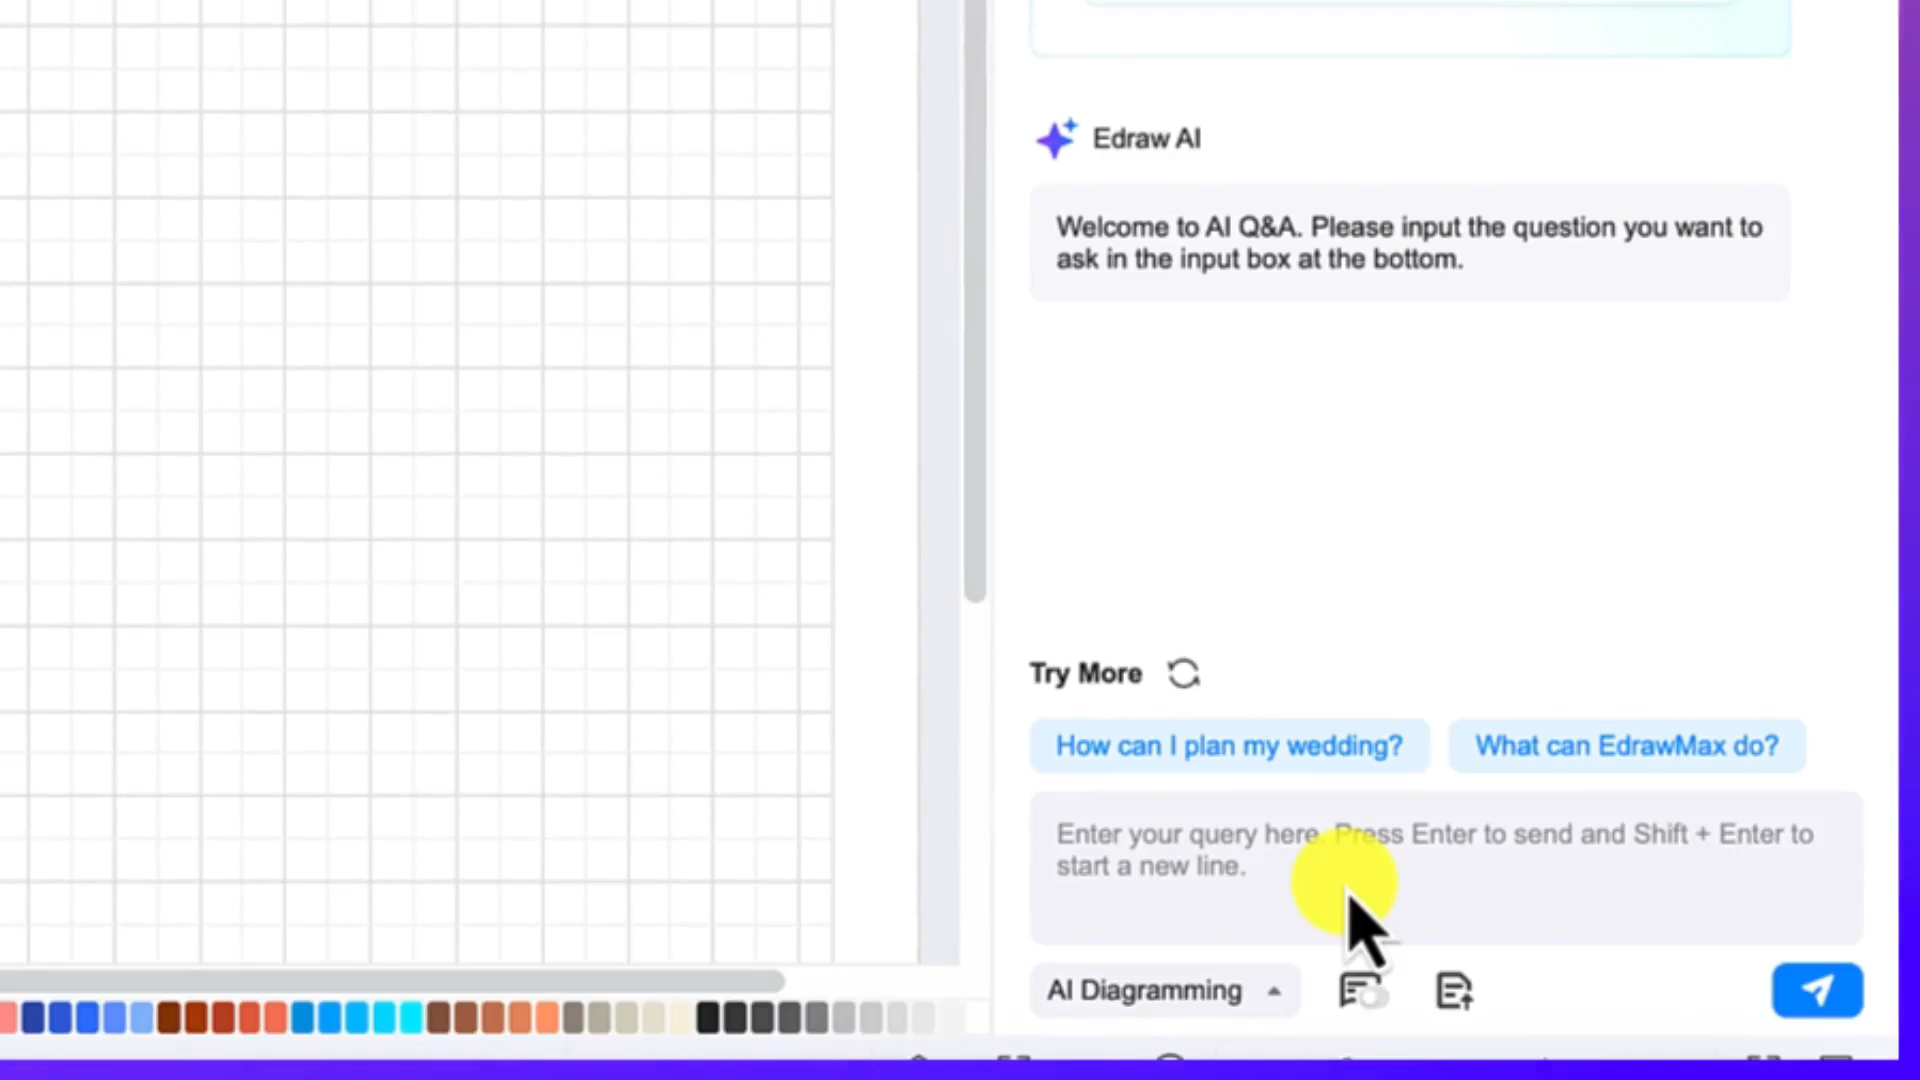 Edraw AI
Welcome to AI Q&A. Please input the question you want to
ask in the input box at the bottom.
Try More
How can I plan my wedding?
What can EdrawMax do?
Enter your query here. Press Enter to send and Shift + Enter to
start a new line.
AI Diagramming